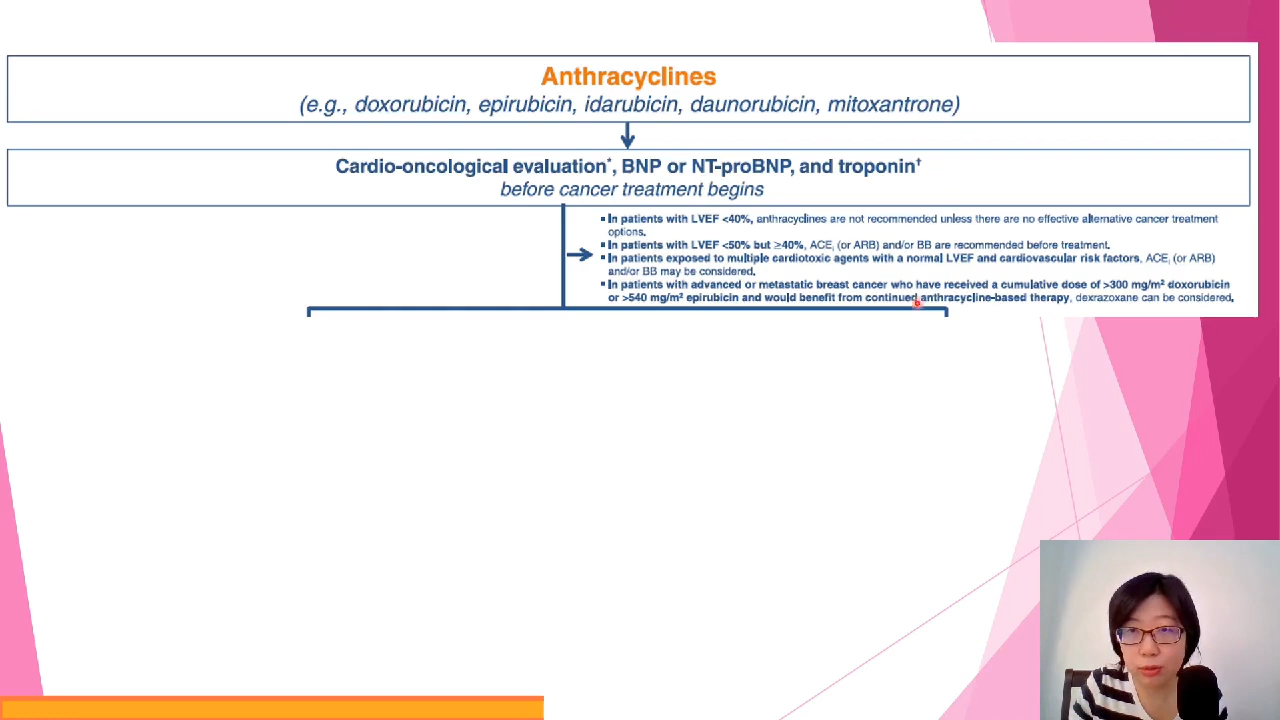 Anthracyclines
(e.g., doxorubicin, epirubicin, idarubicin, daunorubicin, mitoxantrone)
Cardio-oncological evaluation*, BNP or NT-proBNP, and troponin†
before cancer treatment begins
▪ In patients with LVEF <40%, anthracyclines are not recommended unless there are no effective alternative cancer treatment
options.
▪ In patients with LVEF <50% but ≥40%, ACEI (or ARB) and/or BB are recommended before treatment.
▪ In patients exposed to multiple cardiotoxic agents with a normal LVEF and cardiovascular risk factors, ACEI (or ARB)
and/or BB may be considered.
▪ In patients with advanced or metastatic breast cancer who have received a cumulative dose of >300 mg/m² doxorubicin
or >540 mg/m² epirubicin and would benefit from continued anthracycline-based therapy, dexrazoxane can be considered.